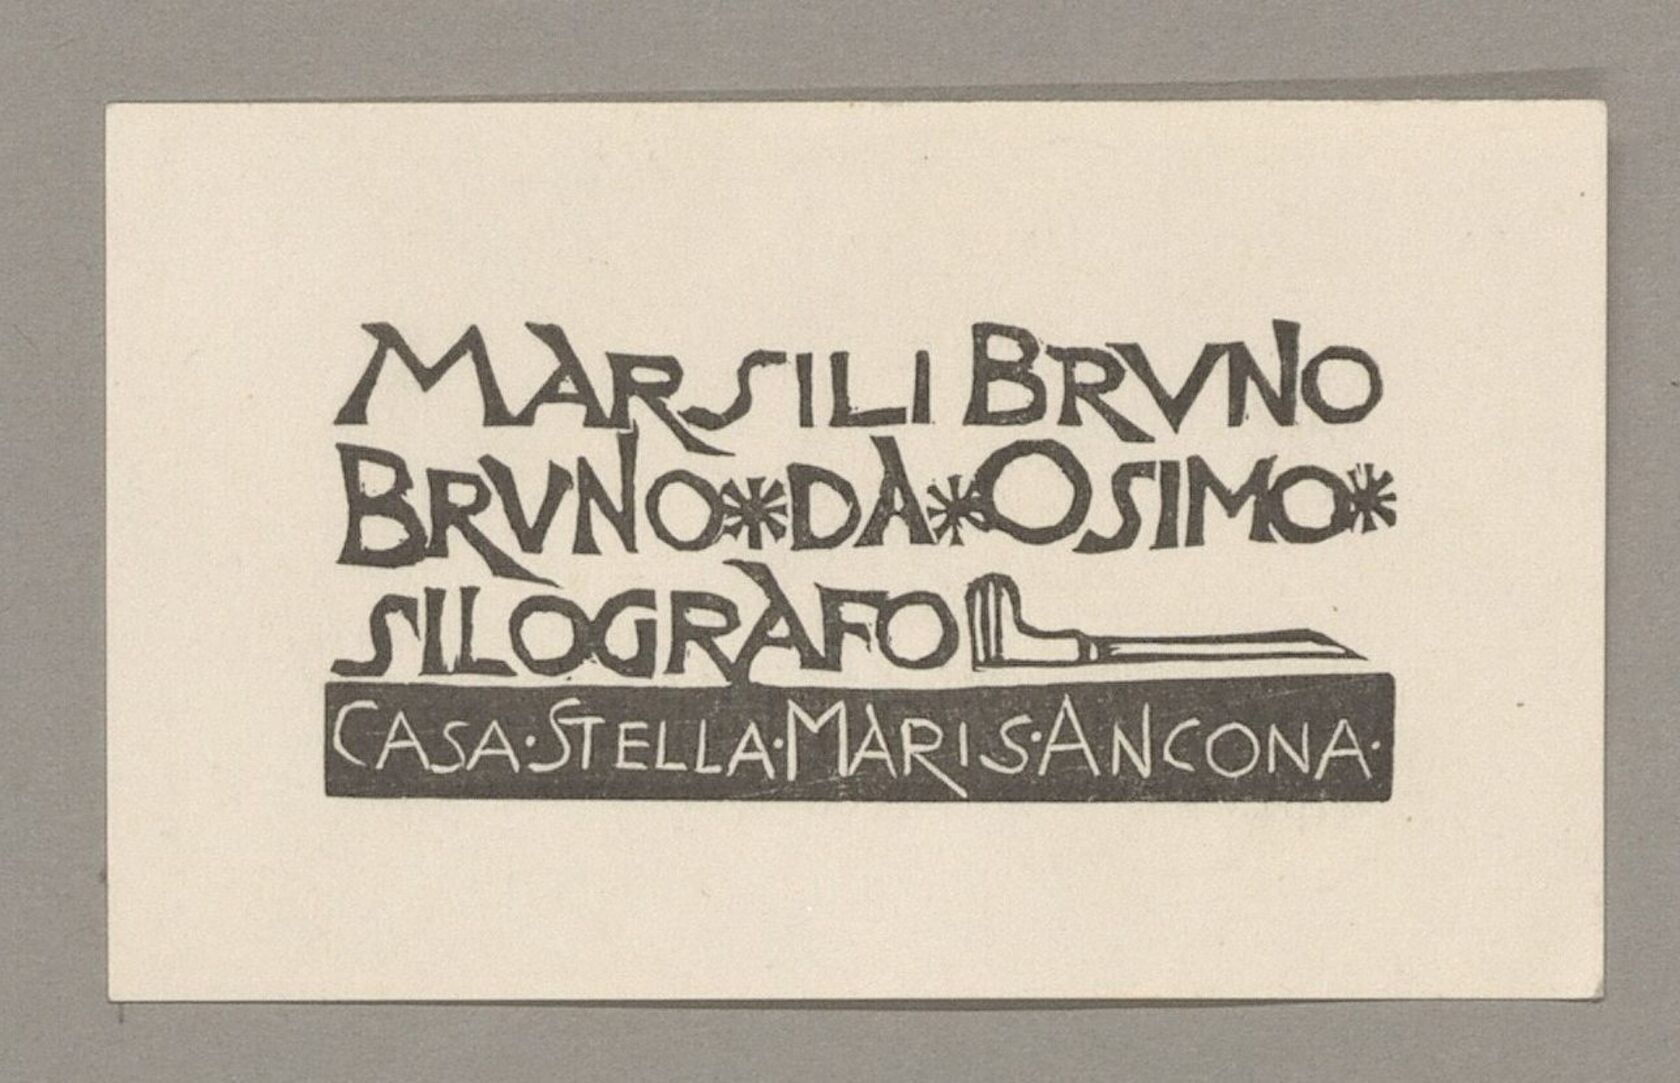 MARSILI BRVNO
BRVNO*DA*OSIMO*
SILOGRAFO
CASA·STELLA·MARIS·ANCONA·